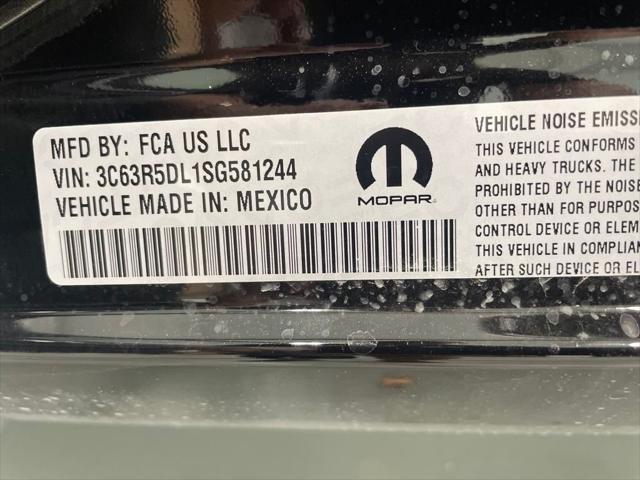 MFD BY: FCA US LLC
VIN: 3C63R5DL1SG581244
VEHICLE MADE IN: MEXICO
MOPAR
VEHICLE NOISE EMISS
THIS VEHICLE CONFORMS
AND HEAVY TRUCKS. THE
PROHIBITED BY THE NOISE
OTHER THAN FOR PURPOS
CONTROL DEVICE OR ELEM
THIS VEHICLE IN COMPLIAN
AFTER SUCH DEVICE OR ELE